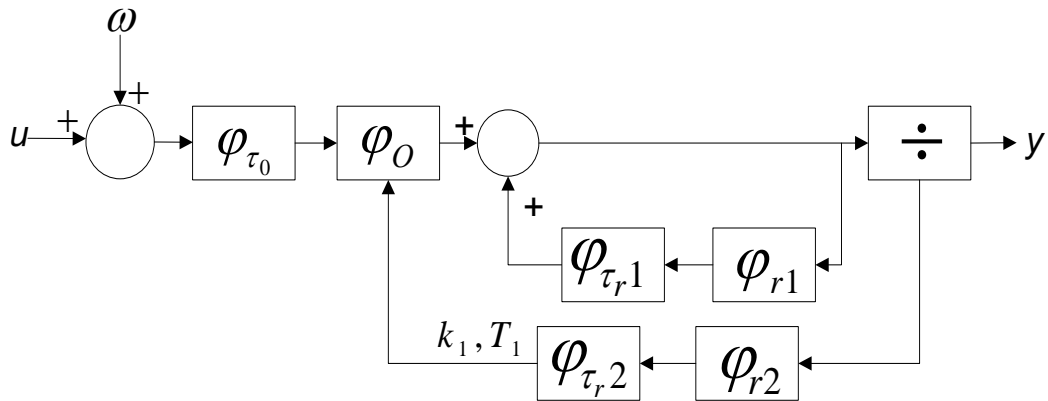 ω
+
+
u
φ_{τ_0}
φ_O
+
÷
y
+
φ_{τ_r 1}
φ_{r1}
k_1, T_1
φ_{τ_r 2}
φ_{r2}